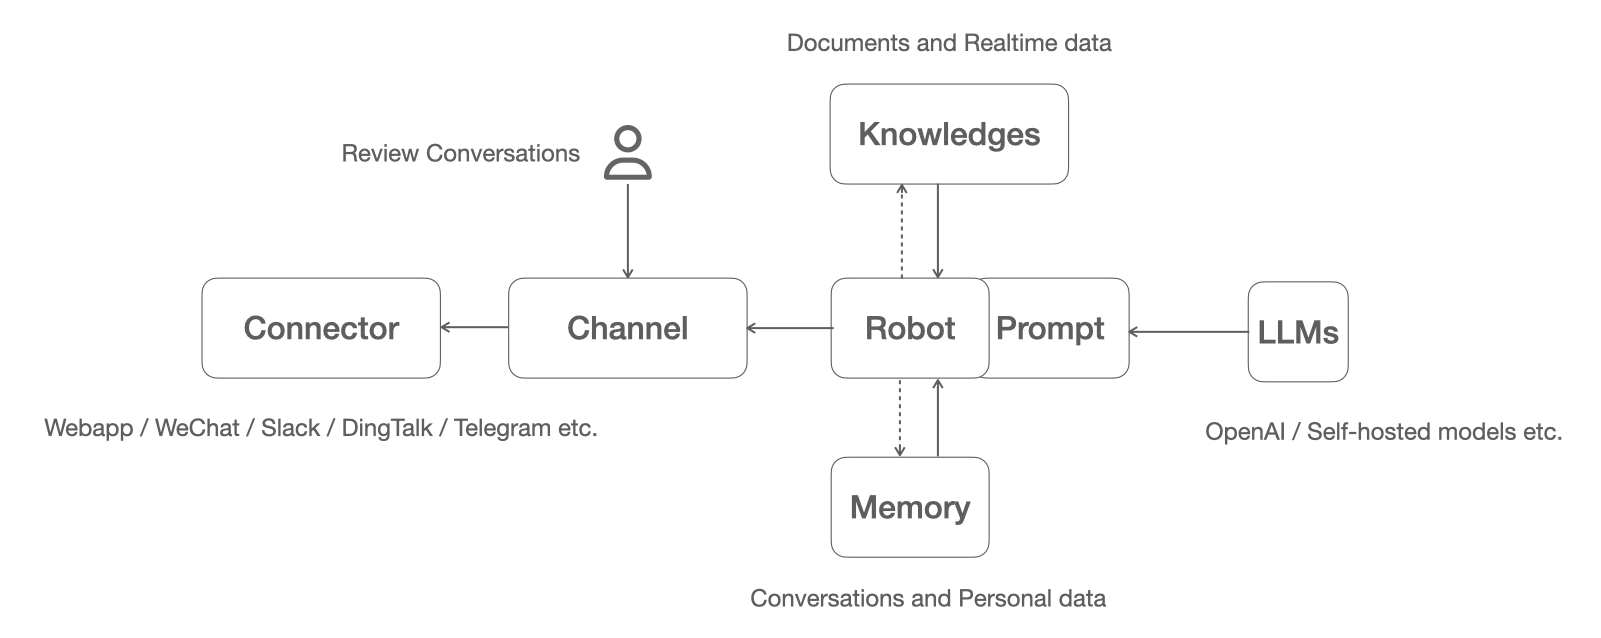 Documents and Realtime data
Knowledges
Review Conversations
Connector
Channel
Robot
Prompt
LLMs
Webapp / WeChat / Slack / DingTalk / Telegram etc.
OpenAI / Self-hosted models etc.
Memory
Conversations and Personal data